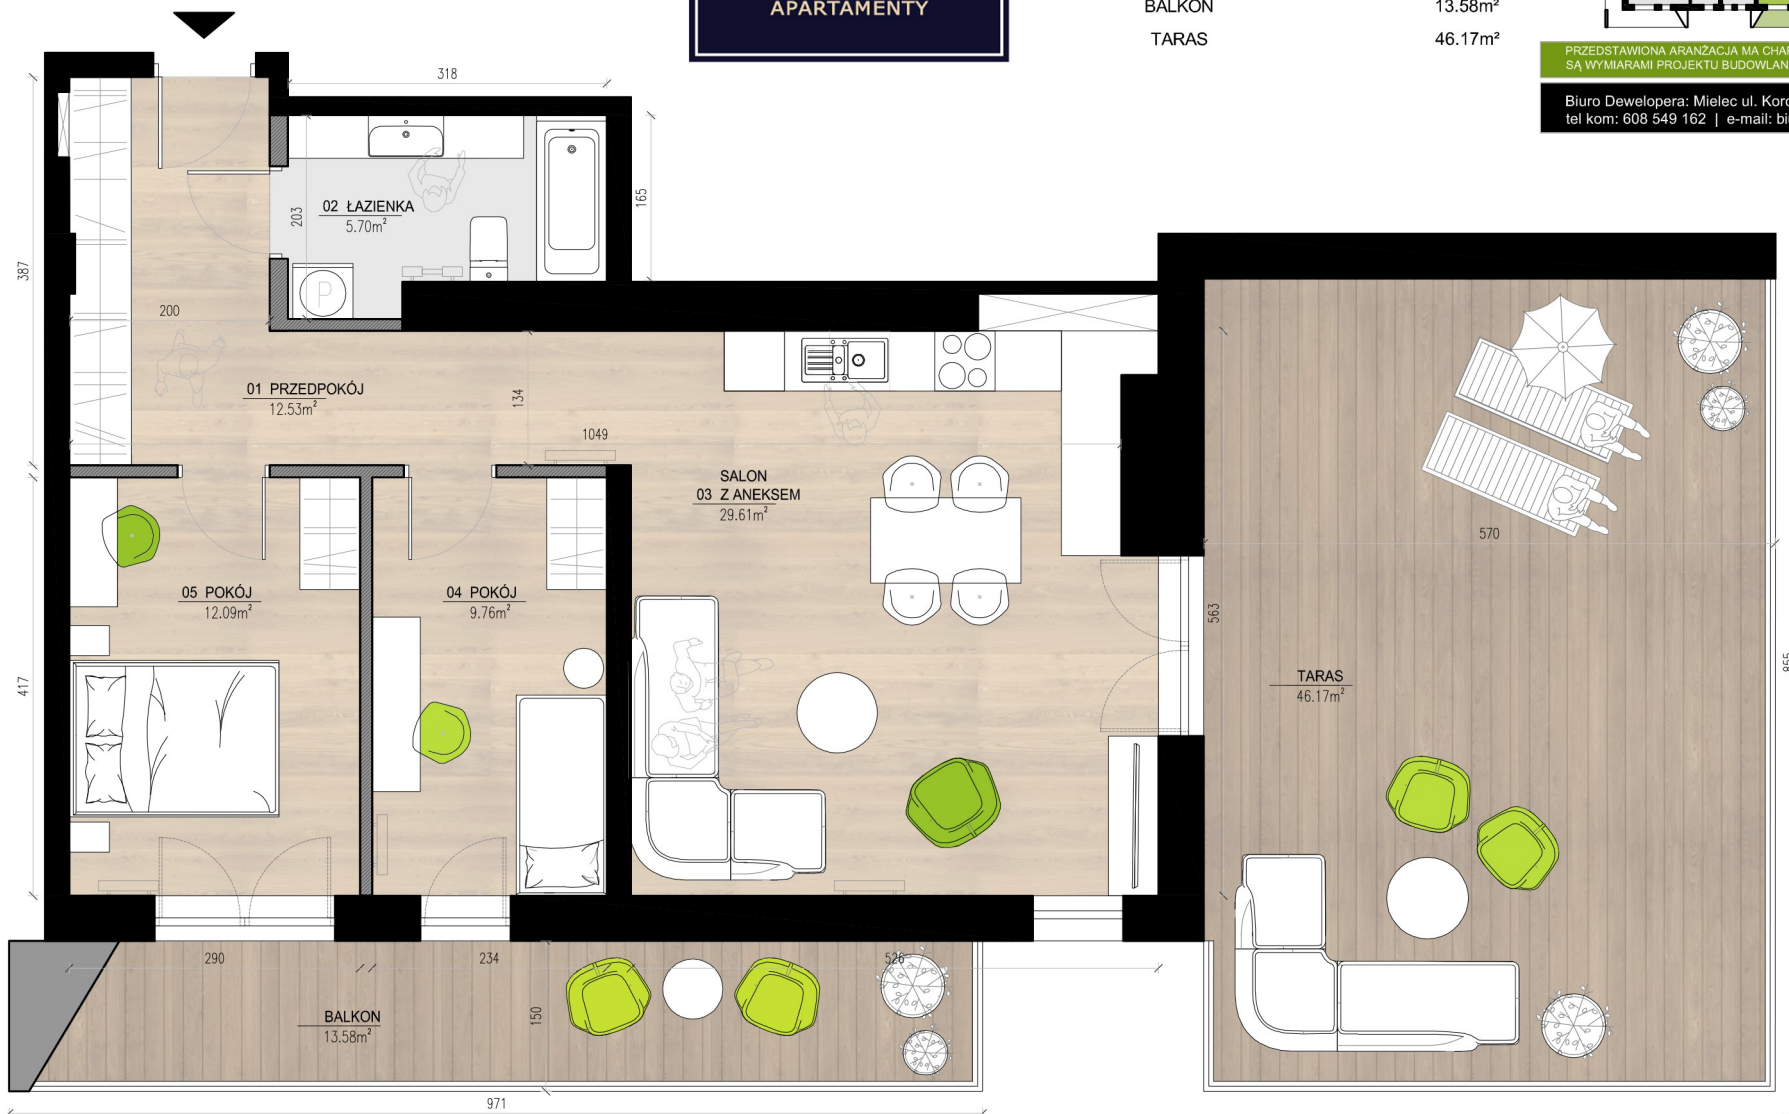 APARTAMENTY
BALKON 13.58m²
TARAS 46.17m²
PRZEDSTAWIONA ARANŻACJA MA
SĄ WYMIARAMI PROJEKTU
Biuro Dewelopera: Mielec ul.
tel kom: 608 549 162 | e-mail:
318
387
203
165
02 ŁAZIENKA
5.70m²
P
200
01 PRZEDPOKÓJ
12.53m²
134
1049
SALON
03 Z ANEKSEM
29.61m²
570
05 POKÓJ
12.09m²
04 POKÓJ
9.76m²
563
417
TARAS
46.17m²
855
290
234
526
150
BALKON
13.58m²
971